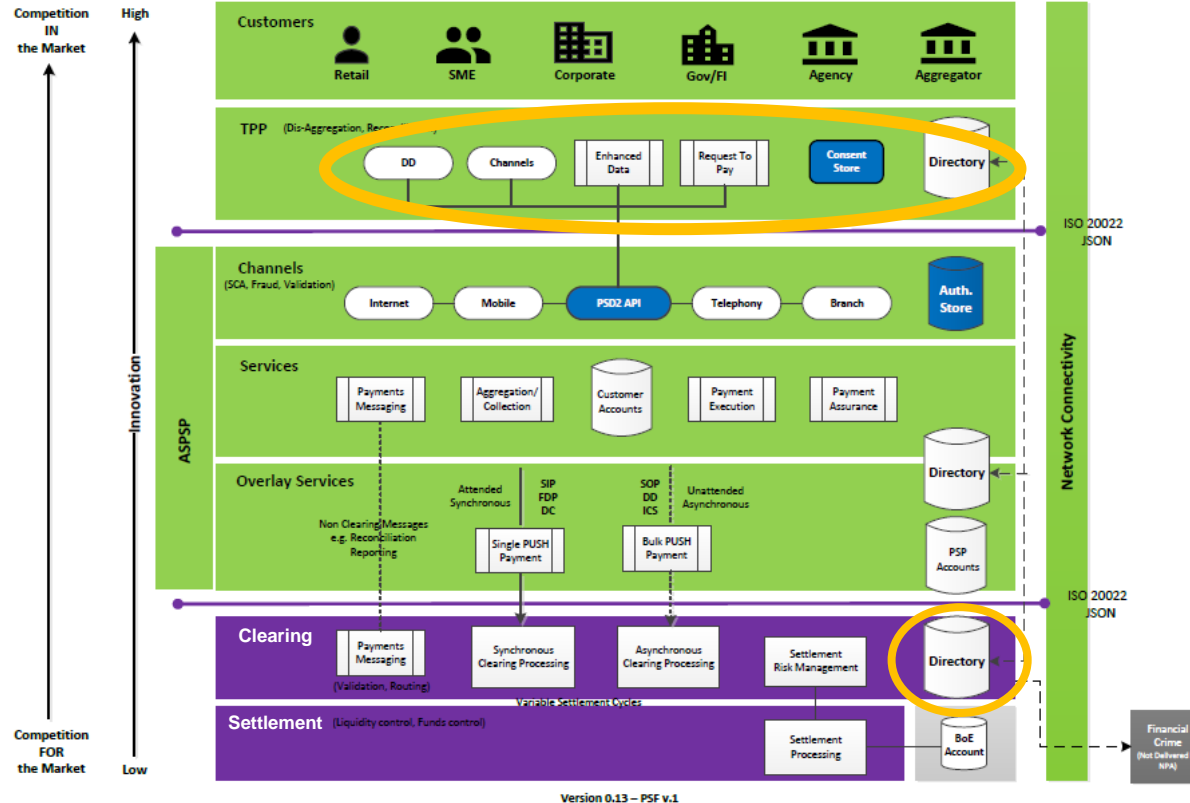 Competition
IN
the Market
High
Customers
Retail
SME
Corporate
Gov/FI
Agency
Aggregator
TPP
(Dis-Aggregation,
DD
Channels
Enhanced
Data
Request To
Pay
Consent
Store
Directory
ISO 20022
JSON
Channels
(SCA, Fraud, Validation)
Internet
Mobile
PSD2 API
Telephony
Branch
Auth.
Store
Innovation
ASPSP
Network Connectivity
Services
Payments
Messaging
Aggregation/
Collection
Customer
Accounts
Payment
Execution
Payment
Assurance
Directory
Overlay Services
Attended
Synchronous
SIP
FDP
DC
SOP
DD
ICS
Unattended
Asynchronous
Non Clearing Messages
e.g. Reconciliation
Reporting
Single PUSH
Payment
Bulk PUSH
Payment
PSP
Accounts
ISO 20022
JSON
Clearing
Payments
Messaging
(Validation, Routing)
Synchronous
Clearing Processing
Asynchronous
Clearing Processing
Settlement
Risk Management
Directory
Variable Settlement Cycles
Settlement
(Liquidity control, Funds control)
Settlement
Processing
BoE
Account
Financial
Crime
(Not Delivered
NPA)
Competition
FOR
the Market
Low
Version 0.13 – PSF v.1